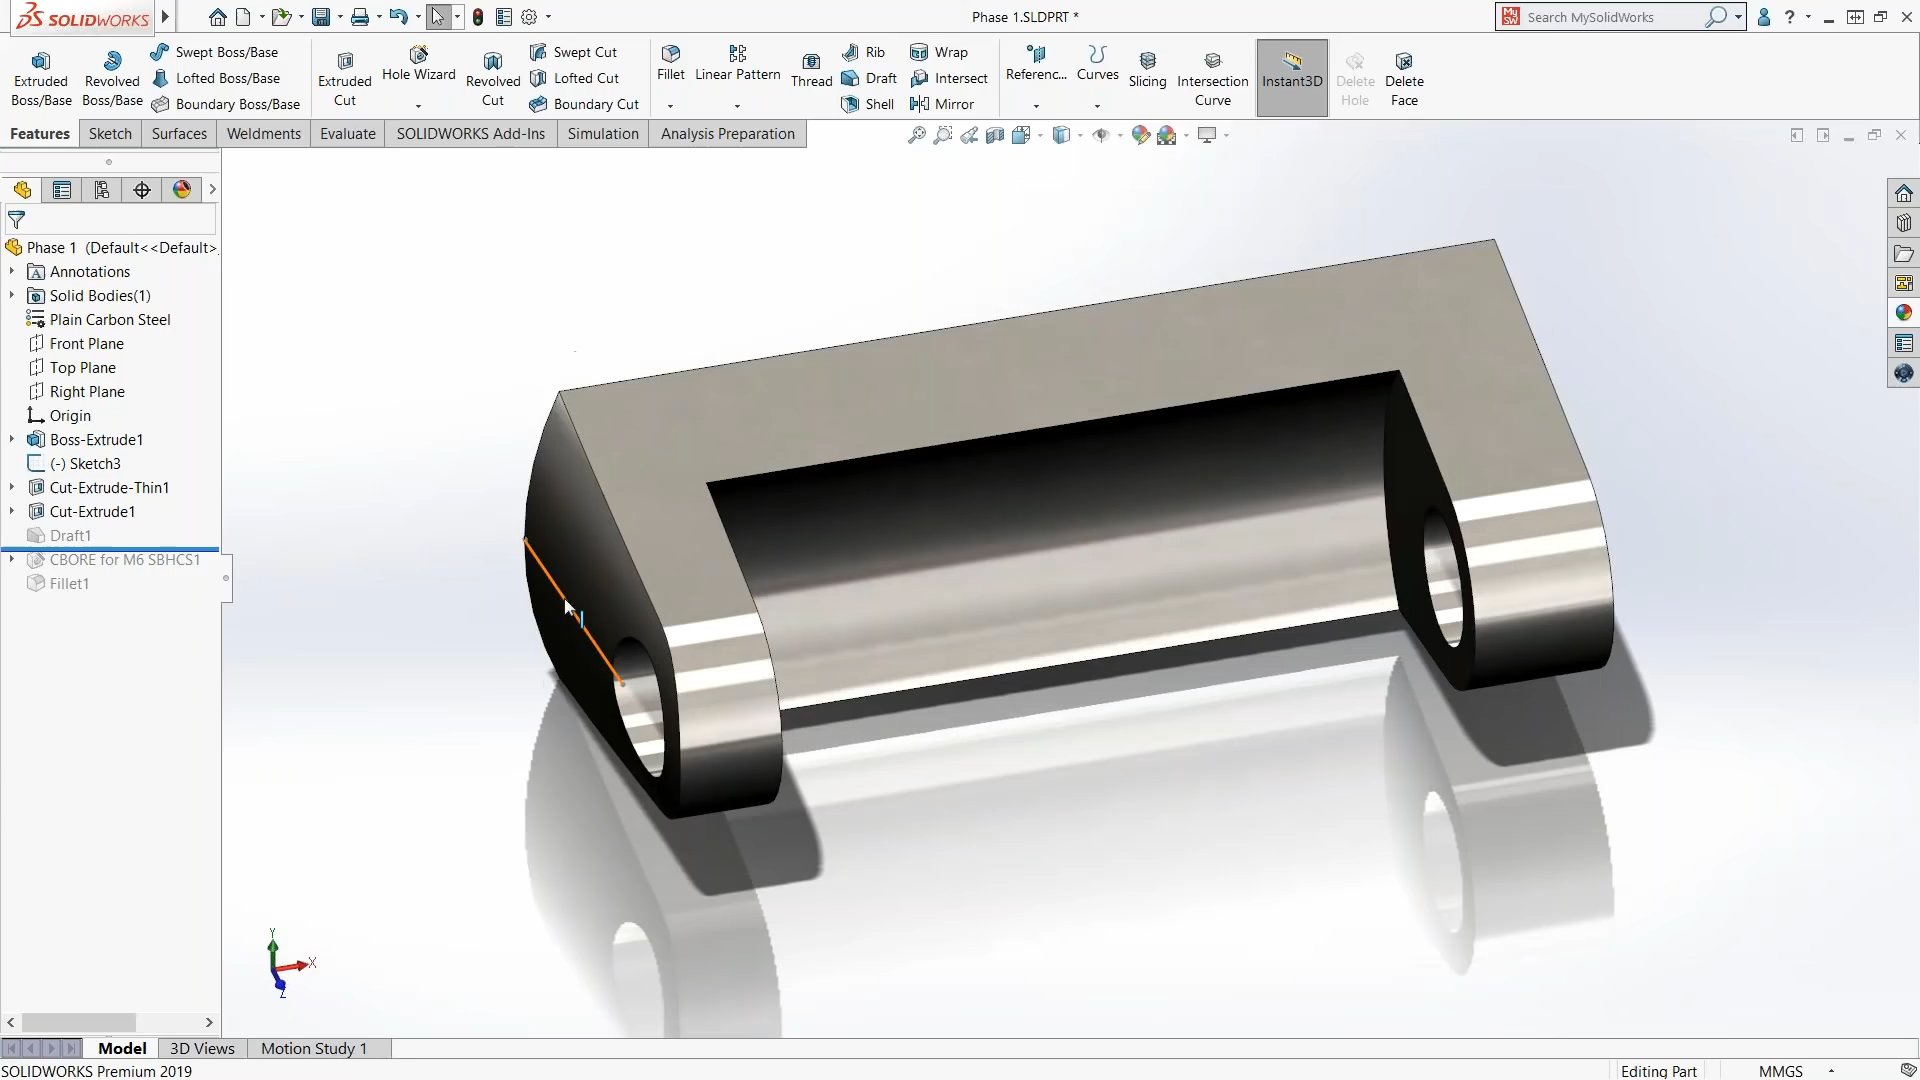 SOLIDWORKS
Phase 1.SLDPRT *
Search MySolidWorks
Extruded Boss/Base
Revolved Boss/Base
Swept Boss/Base
Lofted Boss/Base
Boundary Boss/Base
Extruded Cut
Hole Wizard
Revolved Cut
Swept Cut
Lofted Cut
Boundary Cut
Fillet
Linear Pattern
Thread
Rib
Draft
Shell
Wrap
Intersect
Mirror
Referenc...
Curves
Slicing
Intersection Curve
Instant3D
Delete Hole
Delete Face
Features
Sketch
Surfaces
Weldments
Evaluate
SOLIDWORKS Add-Ins
Simulation
Analysis Preparation
Phase 1 (Default<<Default>
Annotations
Solid Bodies(1)
Plain Carbon Steel
Front Plane
Top Plane
Right Plane
Origin
Boss-Extrude1
(-) Sketch3
Cut-Extrude-Thin1
Cut-Extrude1
Draft1
CBORE for M6 SBHCS1
Fillet1
Y
X
Z
Model
3D Views
Motion Study 1
SOLIDWORKS Premium 2019
Editing Part
MMGS